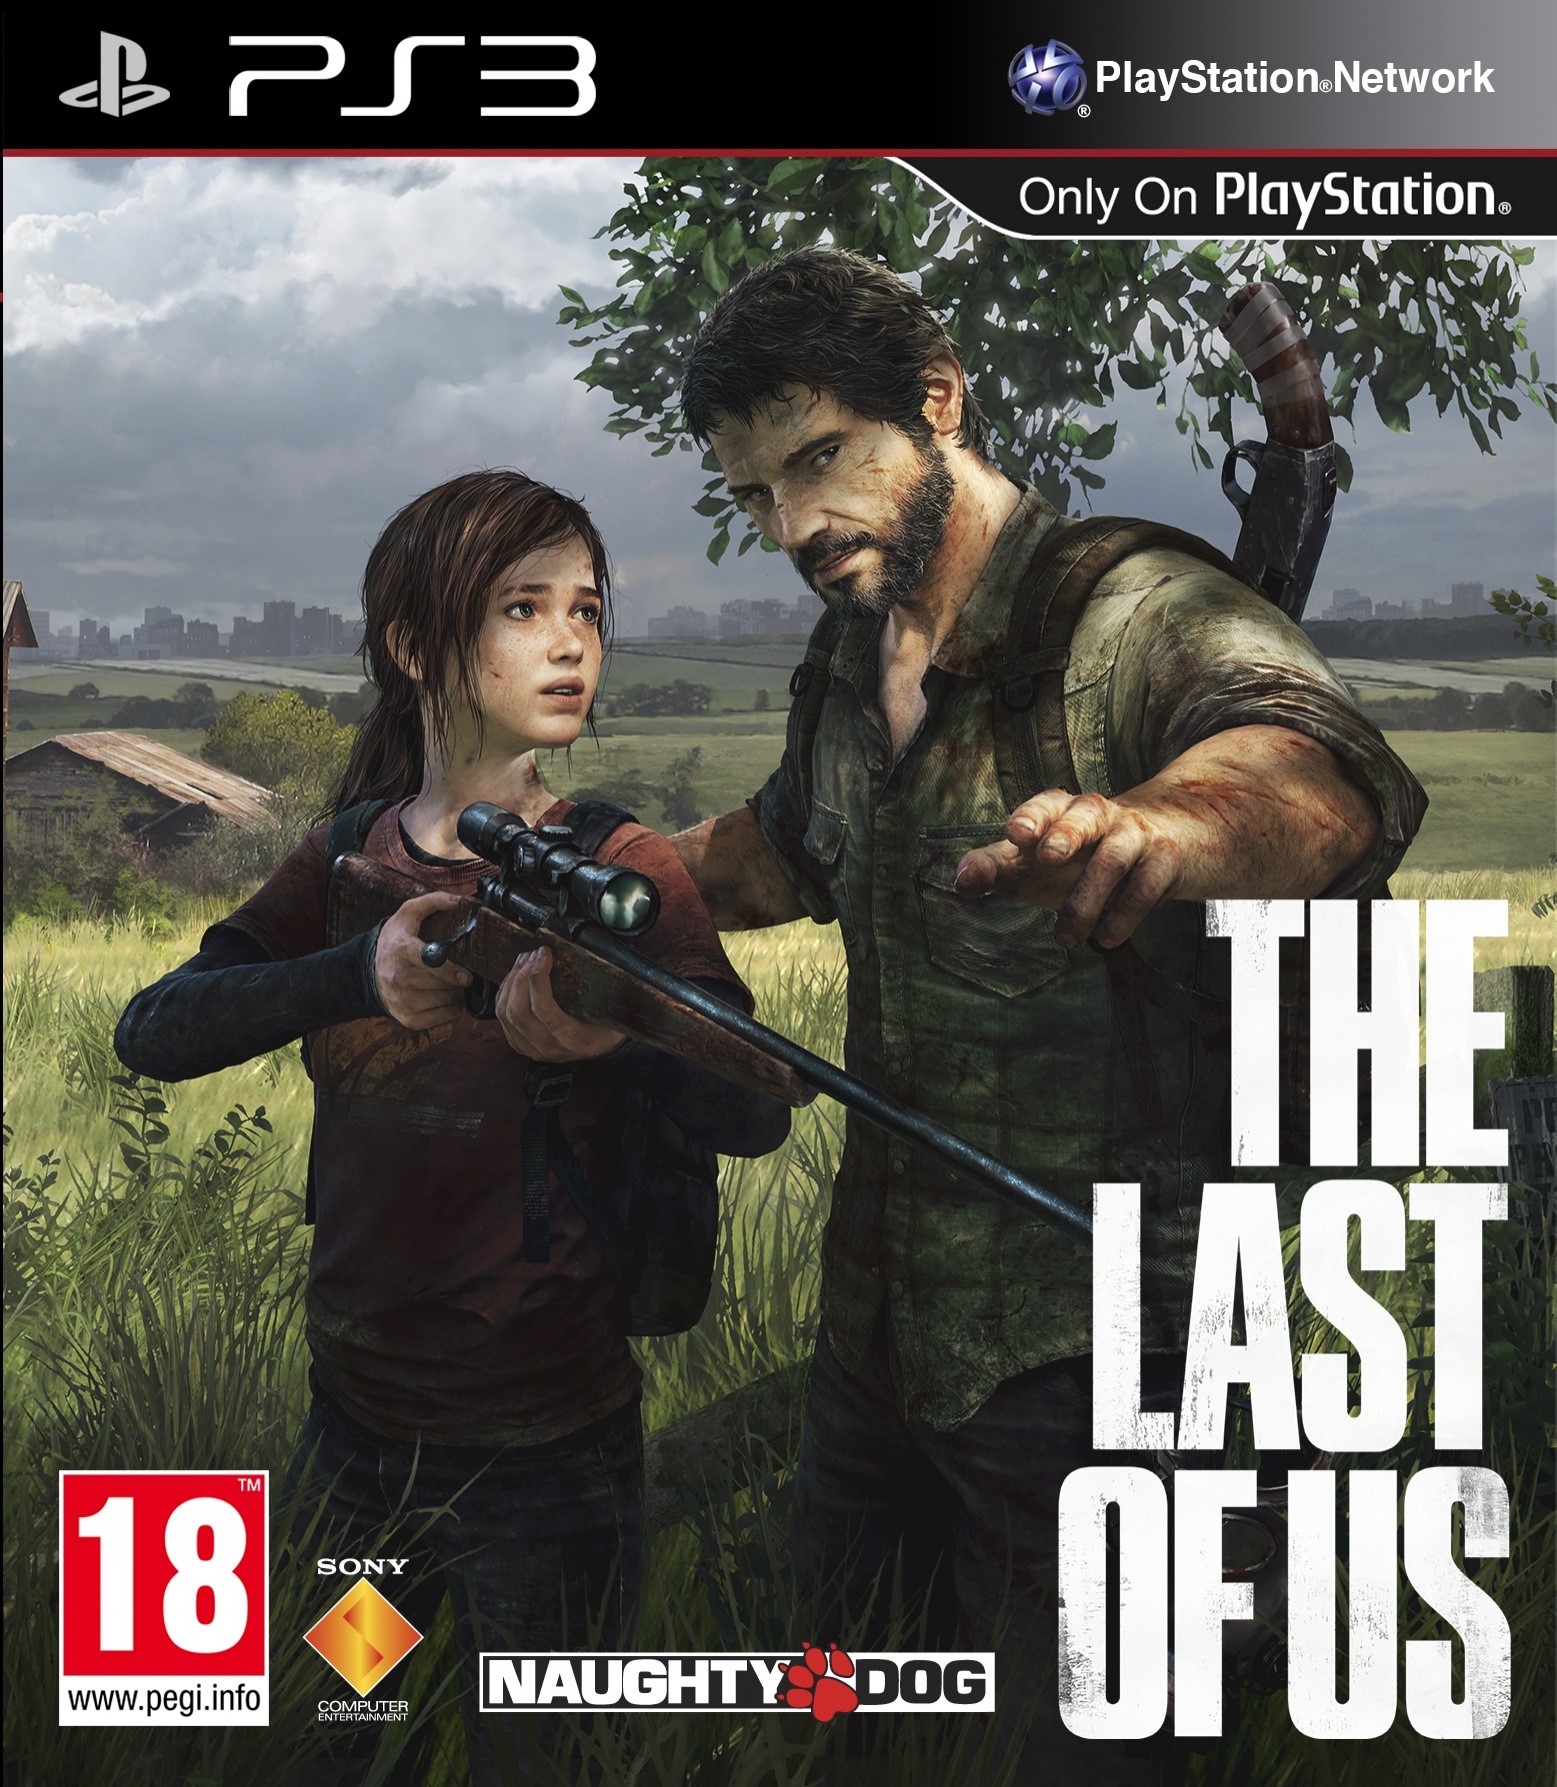 PS3
PlayStation®Network
®
Only On PlayStation®
THE
LAST
OF US
18
TM
www.pegi.info
SONY
COMPUTER
ENTERTAINMENT
NAUGHTY DOG